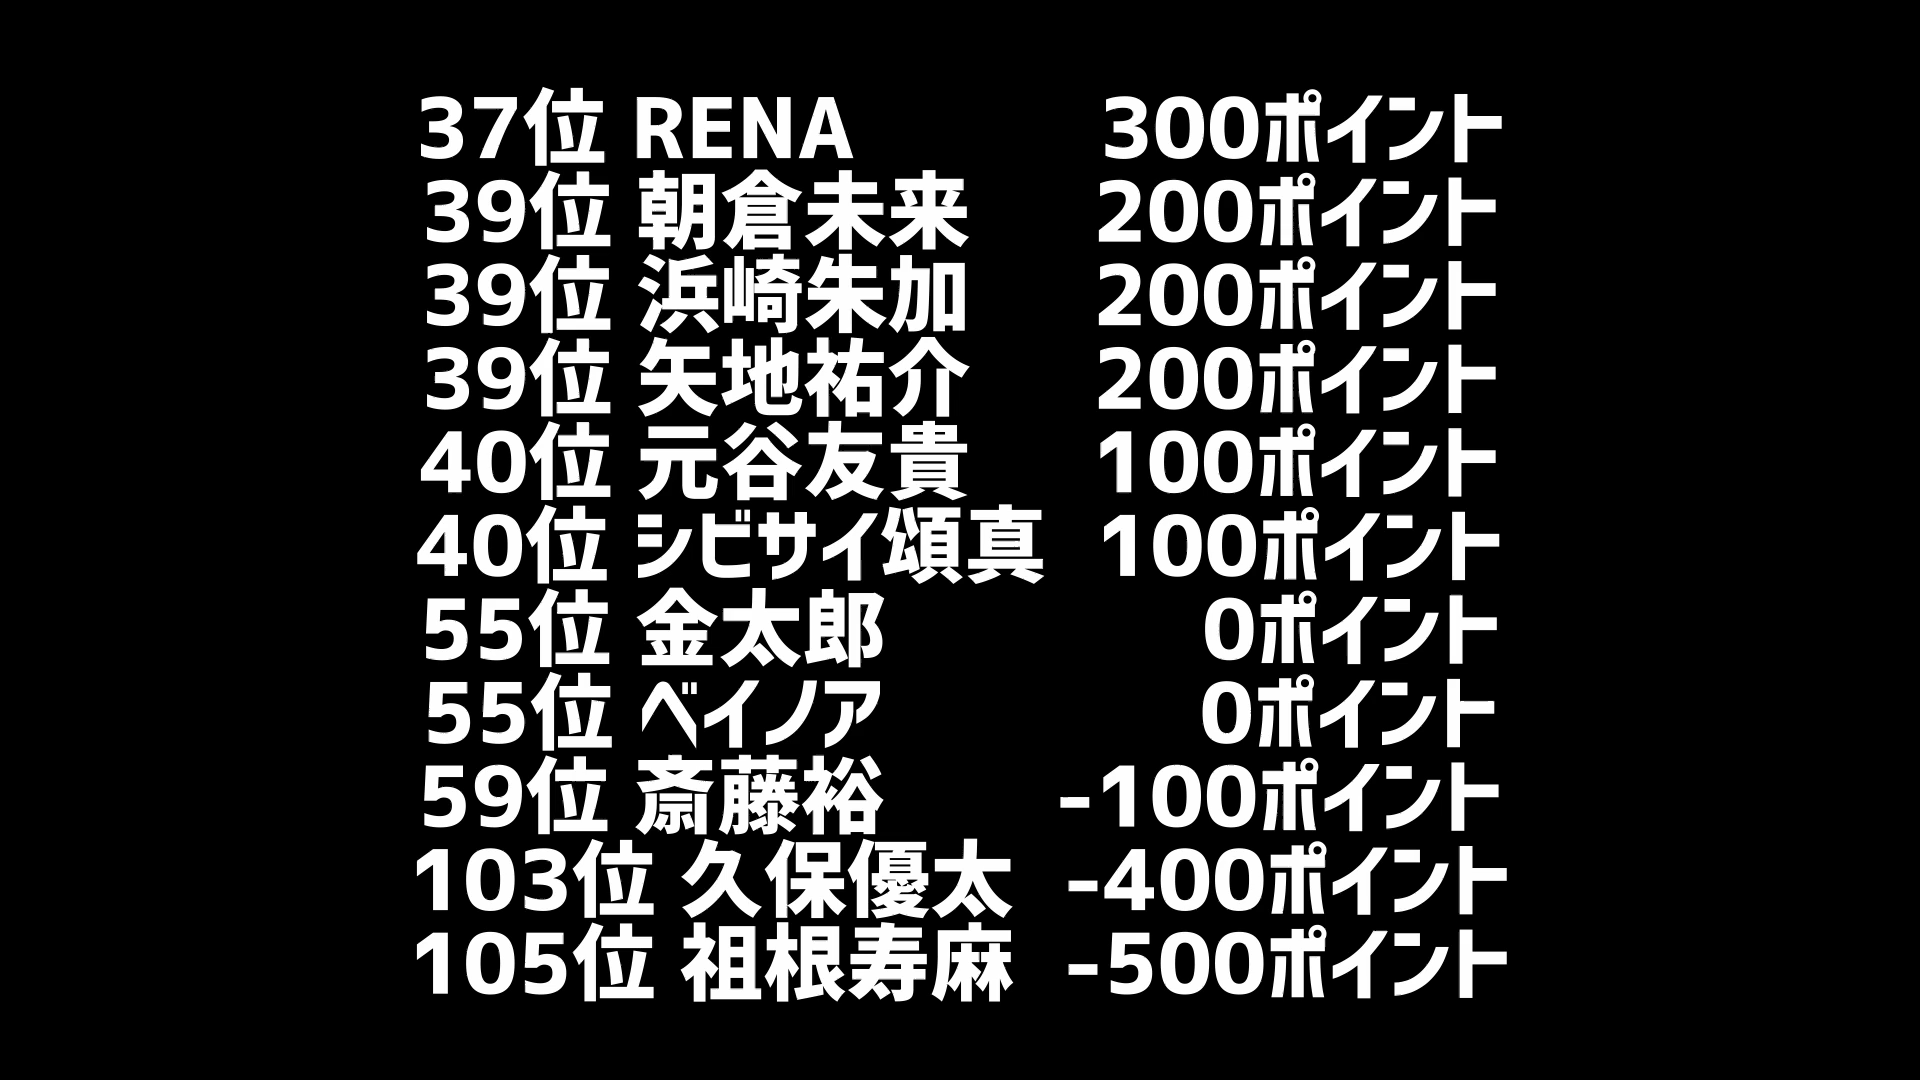 37位 RENA 300ポイント
39位 朝倉未来 200ポイント
39位 浜崎朱加 200ポイント
39位 矢地祐介 200ポイント
40位 元谷友貴 100ポイント
40位 シビサイ頌真 100ポイント
55位 金太郎 0ポイント
55位 ベイノア 0ポイント
59位 斎藤裕 -100ポイント
103位 久保優太 -400ポイント
105位 祖根寿麻 -500ポイント